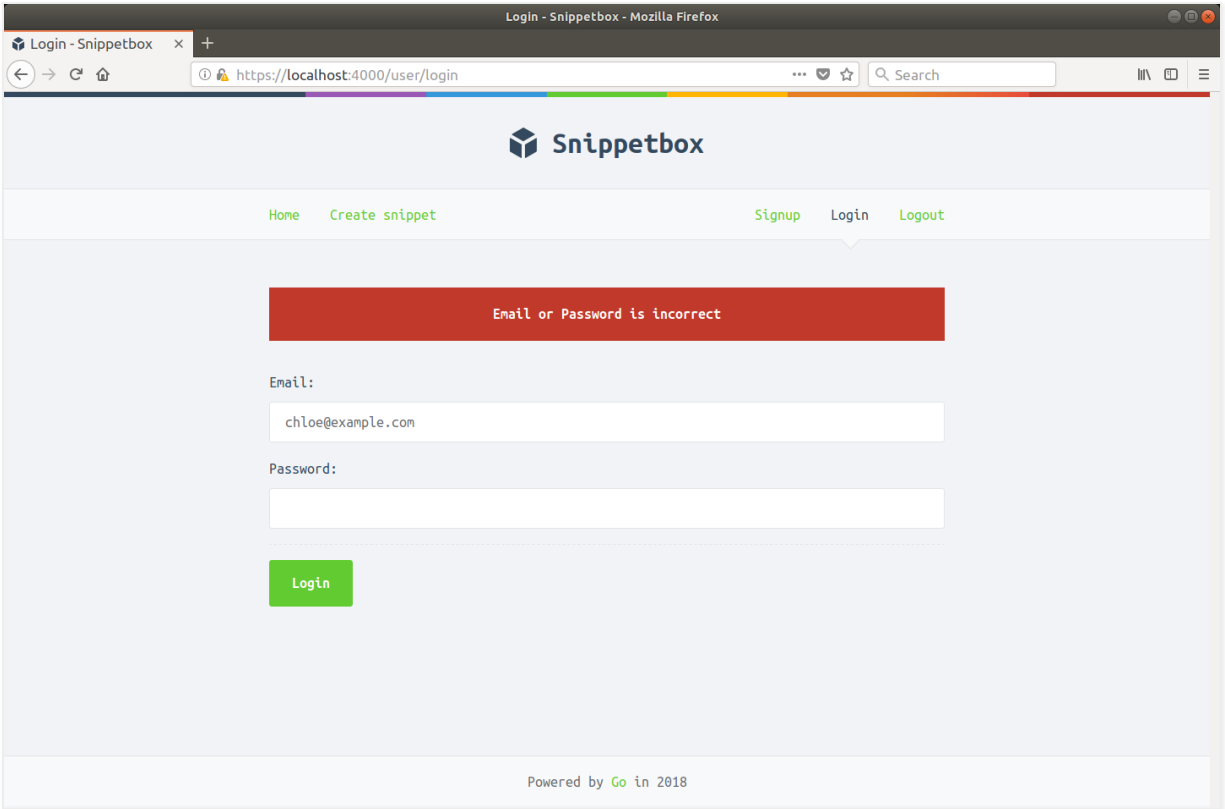 Login - Snippetbox - Mozilla Firefox
Login - Snippetbox
https://localhost:4000/user/login
Search
Snippetbox
Home Create snippet Signup Login Logout
Email or Password is incorrect
Email:
chloe@example.com
Password:
Login
Powered by Go in 2018